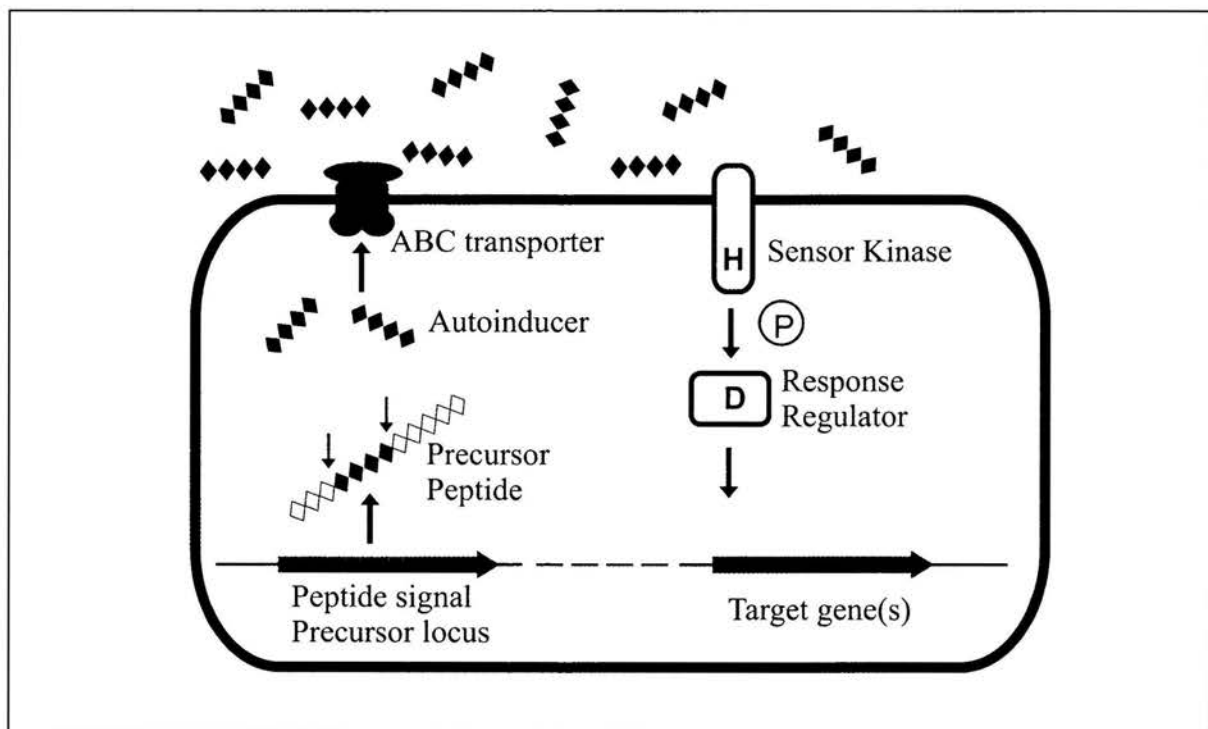 ABC transporter
Autoinducer
Precursor
Peptide
Peptide signal
Precursor locus
H
Sensor Kinase
P
D
Response
Regulator
Target gene(s)